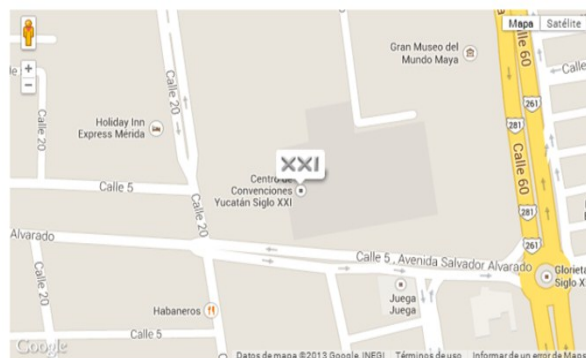 Mapa
Satélite
Gran Museo del
Mundo Maya
Calle 60
261
281
Calle
Calle 20
Calle 20
Holiday Inn
Express Mérida
XXI
Centro de
Convenciones
Yucatán Siglo XXI
Calle 60
Calle 5
Calle 20
281
261
Alvarado
Calle 5, Avenida Salvador Alvarado
Glorieta
Siglo XX
Calle 20
Juega
Juega
Habaneros
Calle 5
Google
Datos de mapa ©2013 Google, INEGI
Términos de uso
Informar de un error de Maps